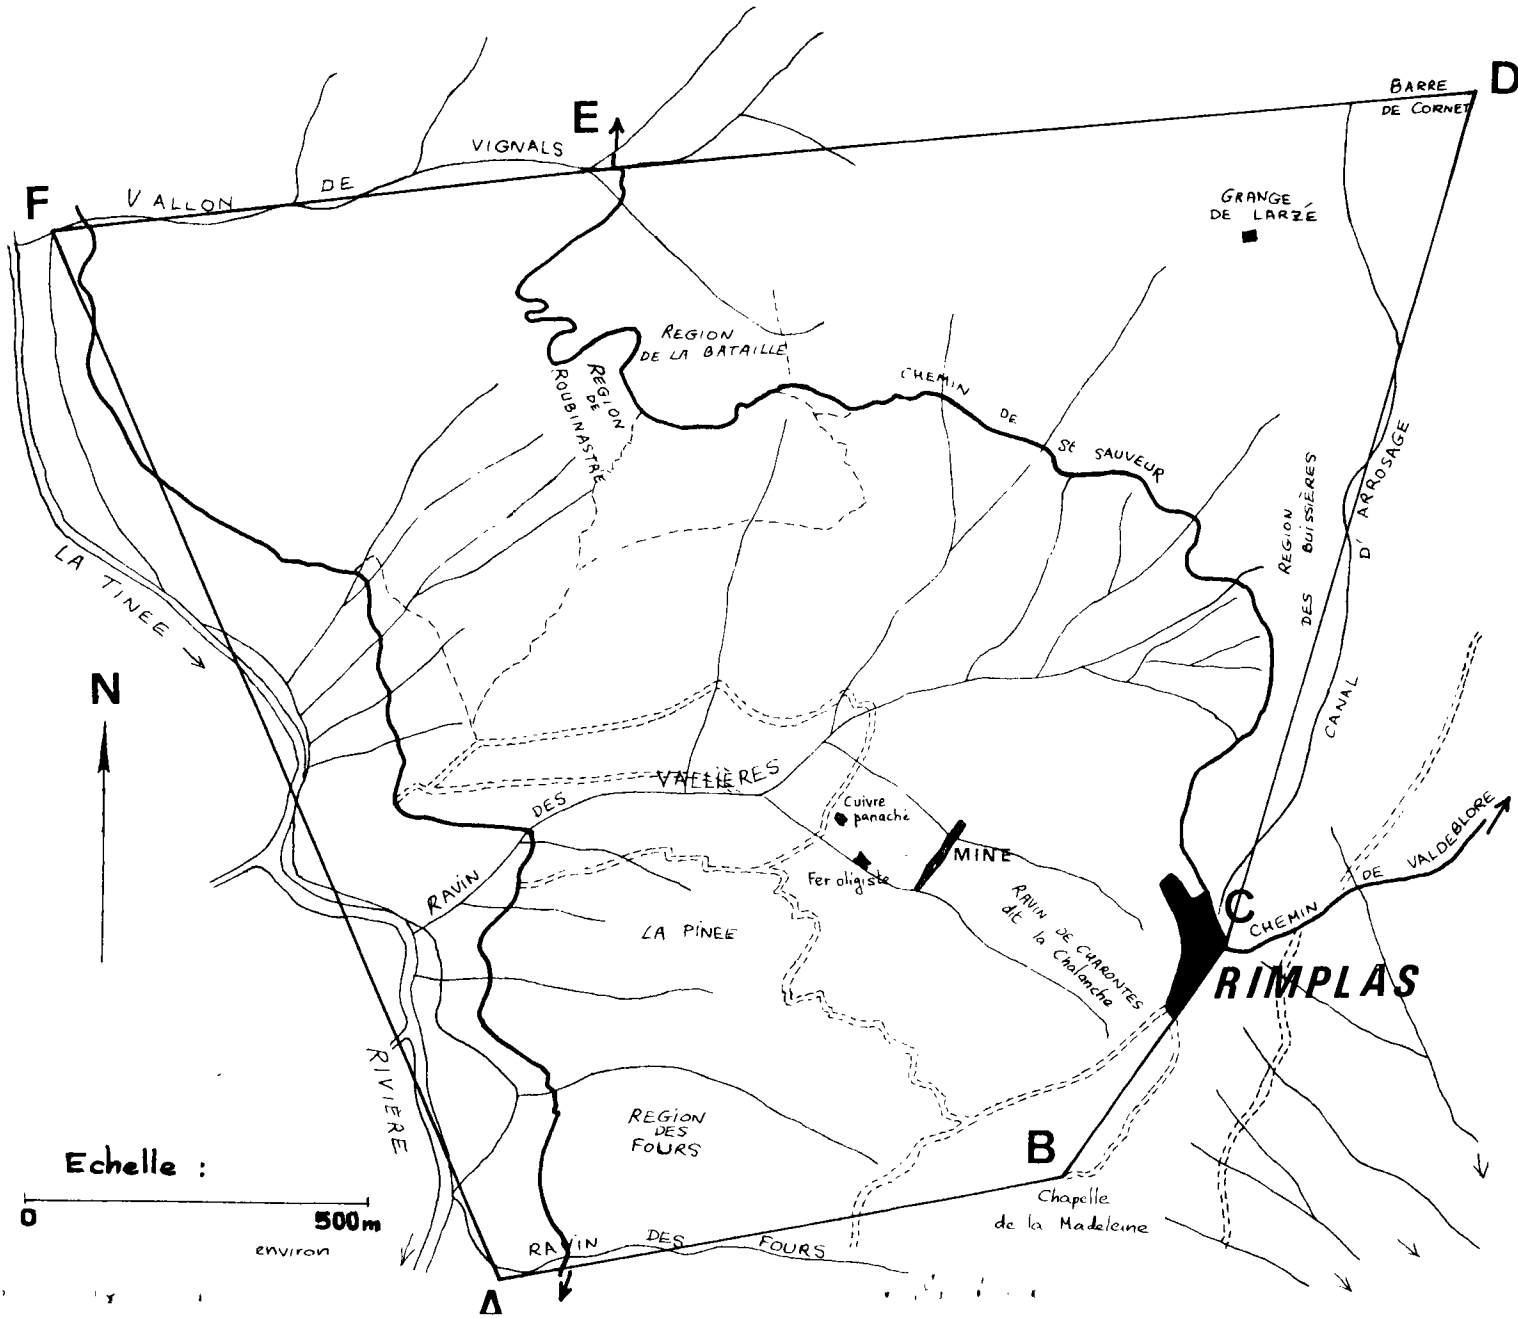 D
BARRE
DE CORNET
E
VIGNALS
DE
VALLON
F
GRANGE
DE LARZÉ
REGION
DE LA BATAILLE
REGION
DE
ROUBINASTRE
CHEMIN
DE
St SAUVEUR
REGION
DES BUISSIÈRES
CANAL D'ARROSAGE
LA TINEE
N
VALLIÈRES
DES
RAVIN
Cuivre
panaché
Fer oligiste
MINE
RAVIN DE CHARONTES
dit la Chalanche
C
CHEMIN DE VALDEBLORE
RIMPLAS
LA PINEE
RIVIÈRE
REGION
DES
FOURS
B
Chapelle
de la Madeleine
Echelle :
0 500m
environ
RAVIN DES FOURS
A